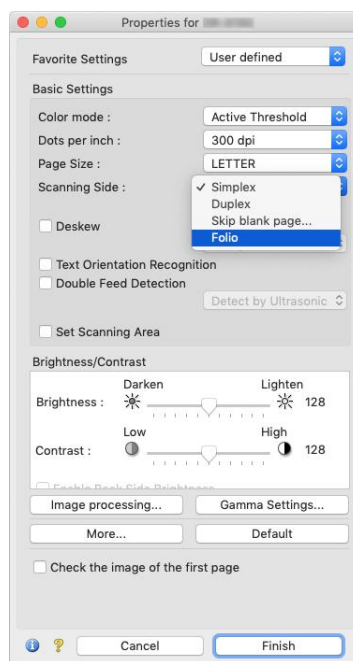 Properties for
Favorite Settings User defined
Basic Settings
Color mode : Active Threshold
Dots per inch : 300 dpi
Page Size : LETTER
Scanning Side : ✓ Simplex
Duplex
Skip blank page...
Deskew
Folio
Text Orientation Recognition
Double Feed Detection
Detect by Ultrasonic
Set Scanning Area
Brightness/Contrast
Darken Lighten
Brightness : 128
Low High
Contrast : 128
Image processing... Gamma Settings...
More... Default
Check the image of the first page
Cancel Finish